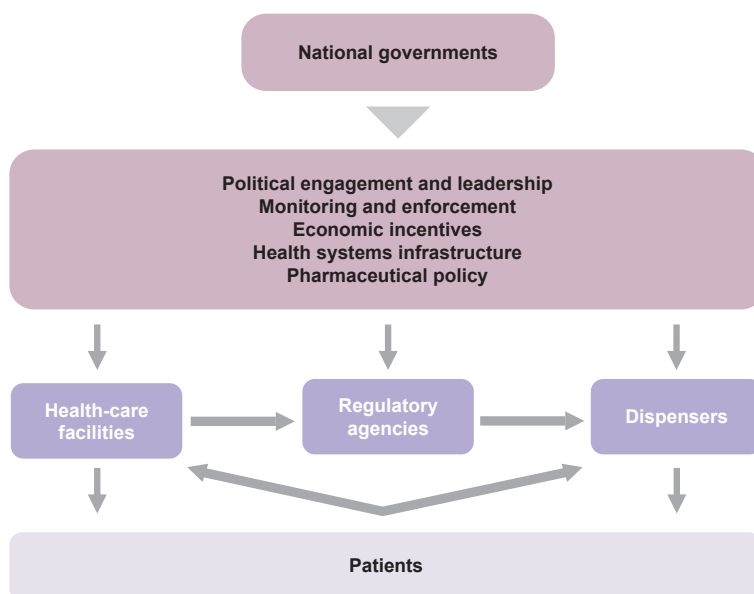 National governments
Political engagement and leadership
Monitoring and enforcement
Economic incentives
Health systems infrastructure
Pharmaceutical policy
Health-care
facilities
Regulatory
agencies
Dispensers
Patients